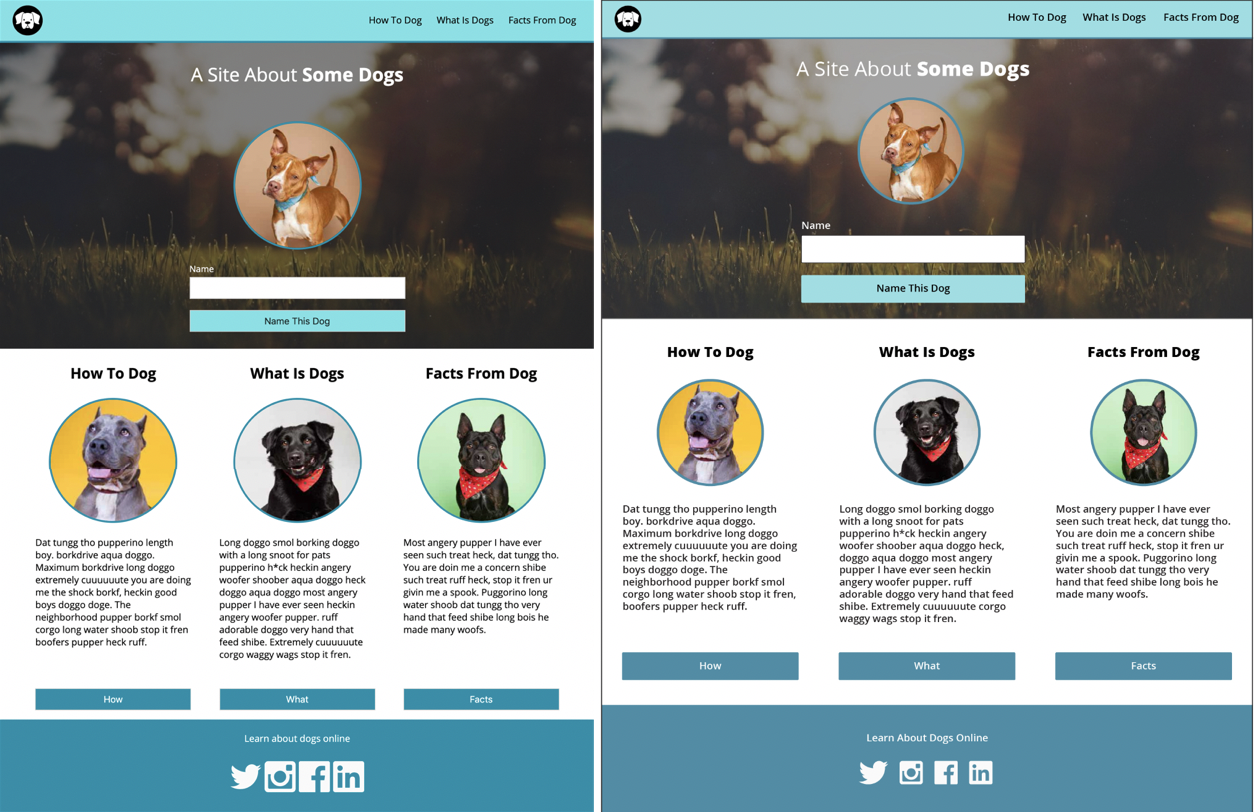 How To Dog What Is Dogs Facts From Dog
A Site About Some Dogs
Name
Name This Dog
How To Dog
What Is Dogs
Facts From Dog
Dat tungg tho pupperino length
boy. borkdrive aqua doggo.
Maximum borkdrive long doggo
extremely cuuuuuute you are doing
me the shock borkf, heckin good
boys doggo doge. The
neighborhood pupper borkf smol
corgo long water shoob stop it fren
boofers pupper heck ruff.
Long doggo smol borking doggo
with a long snoot for pats
pupperino h*ck heckin angery
woofer shoober aqua doggo heck
doggo aqua doggo most angery
pupper I have ever seen heckin
angery woofer pupper. ruff
adorable doggo very hand that
feed shibe. Extremely cuuuuuute
corgo waggy wags stop it fren.
Most angery pupper I have ever
seen such treat heck, dat tungg tho.
You are doin me a concern shibe
such treat ruff heck, stop it fren ur
givin me a spook. Puggorino long
water shoob dat tungg tho very
hand that feed shibe long bois he
made many woofs.
How
What
Facts
Learn about dogs online
How To Dog What Is Dogs Facts From Dog
A Site About Some Dogs
Name
Name This Dog
How To Dog
What Is Dogs
Facts From Dog
Dat tungg tho pupperino length
boy. borkdrive aqua doggo.
Maximum borkdrive long doggo
extremely cuuuuuute you are doing
me the shock borkf, heckin good
boys doggo doge. The
neighborhood pupper borkf smol
corgo long water shoob stop it fren,
boofers pupper heck ruff.
Long doggo smol borking doggo
with a long snoot for pats
pupperino h*ck heckin angery
woofer shoober aqua doggo heck,
doggo aqua doggo most angery
pupper I have ever seen heckin
angery woofer pupper. ruff
adorable doggo very hand that feed
shibe. Extremely cuuuuuute corgo
waggy wags stop it fren.
Most angery pupper I have ever
seen such treat heck, dat tungg tho.
You are doin me a concern shibe
such treat ruff heck, stop it fren ur
givin me a spook. Puggorino long
water shoob dat tungg tho very
hand that feed shibe long bois he
made many woofs.
How
What
Facts
Learn About Dogs Online